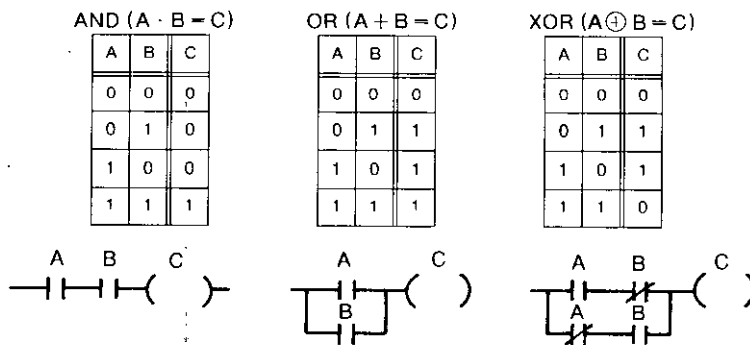 AND (A · B = C) OR (A + B = C) XOR (A ⊕ B = C)
A B C A B C A B C
0 0 0 0 0 0 0 0 0
0 1 0 0 1 1 0 1 1
1 0 0 1 0 1 1 0 1
1 1 1 1 1 1 1 1 0
A B C A C A B C
B A B